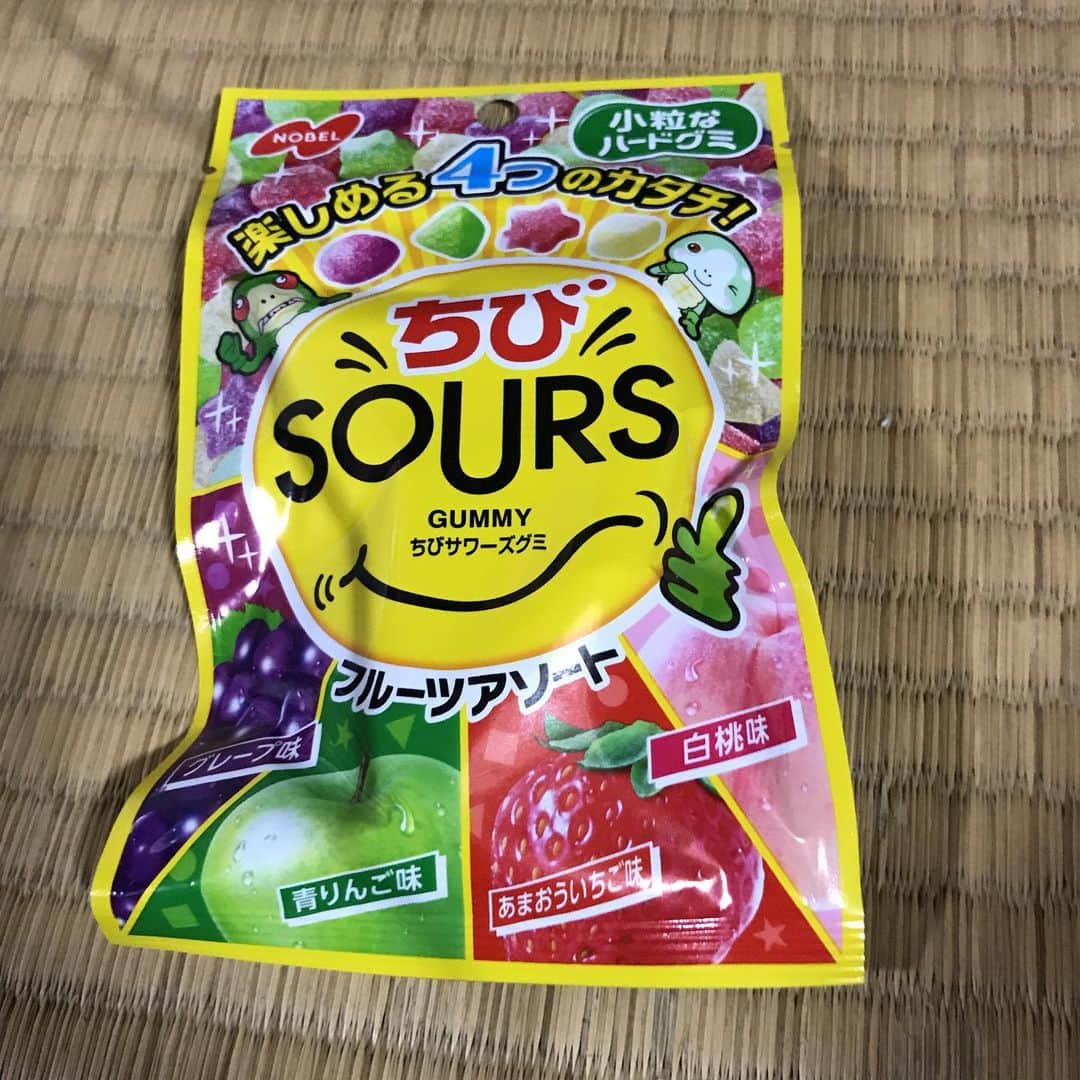 NOBEL
小粒な
ハードグミ
楽しめる4つのカタチ!
ちび
SOURS
GUMMY
ちびサワーズグミ
フルーツアソート
グレープ味
青りんご味
あまおういちご味
白桃味